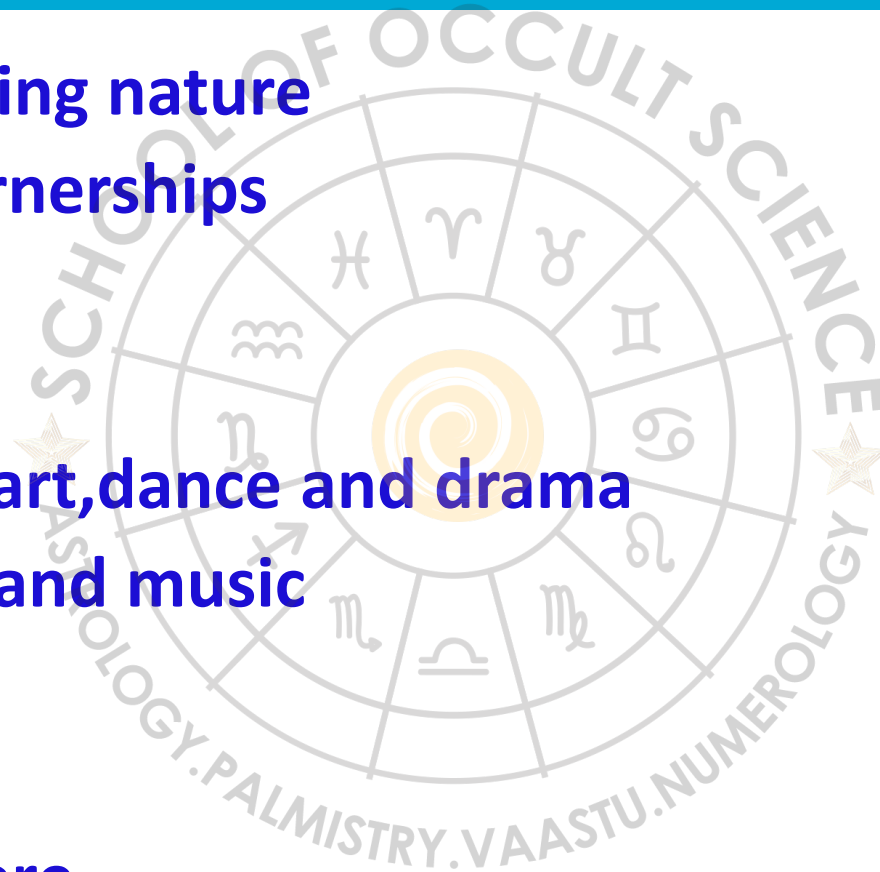 SCHOOL OF OCCULT SCIENCE
ing nature
rnerships
art,dance and drama
and music
ASTROLOGY.PALMISTRY.VAASTU.NUMEROLOGY